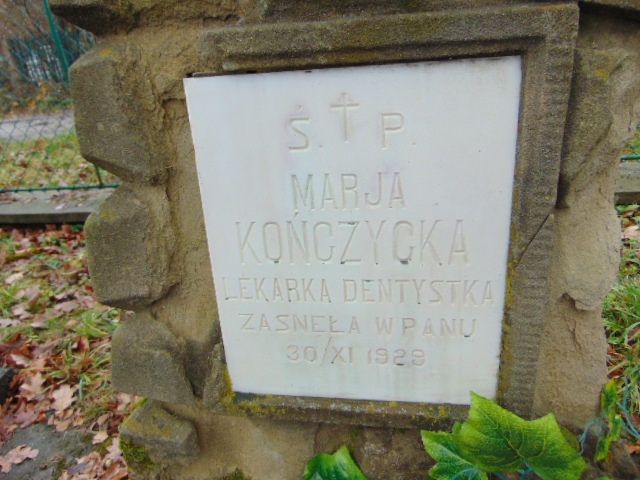 Ś. † P.
MARJA
KOŃCZYCKA
LEKARKA DENTYSTKA
ZASNEŁA W PANU
30/XI 1929